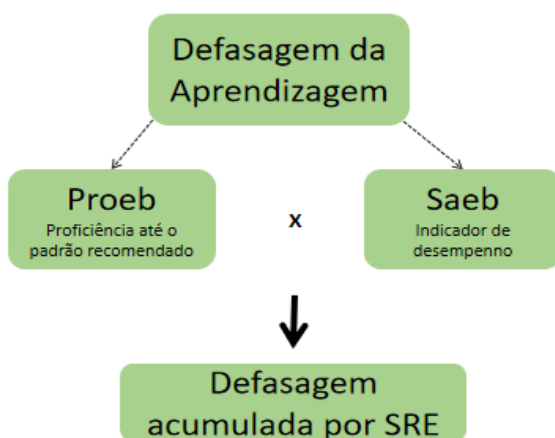 Defasagem da
Aprendizagem
Proeb
Proficiência até o
padrão recomendado
x
Saeb
Indicador de
desempenno
Defasagem
acumulada por SRE